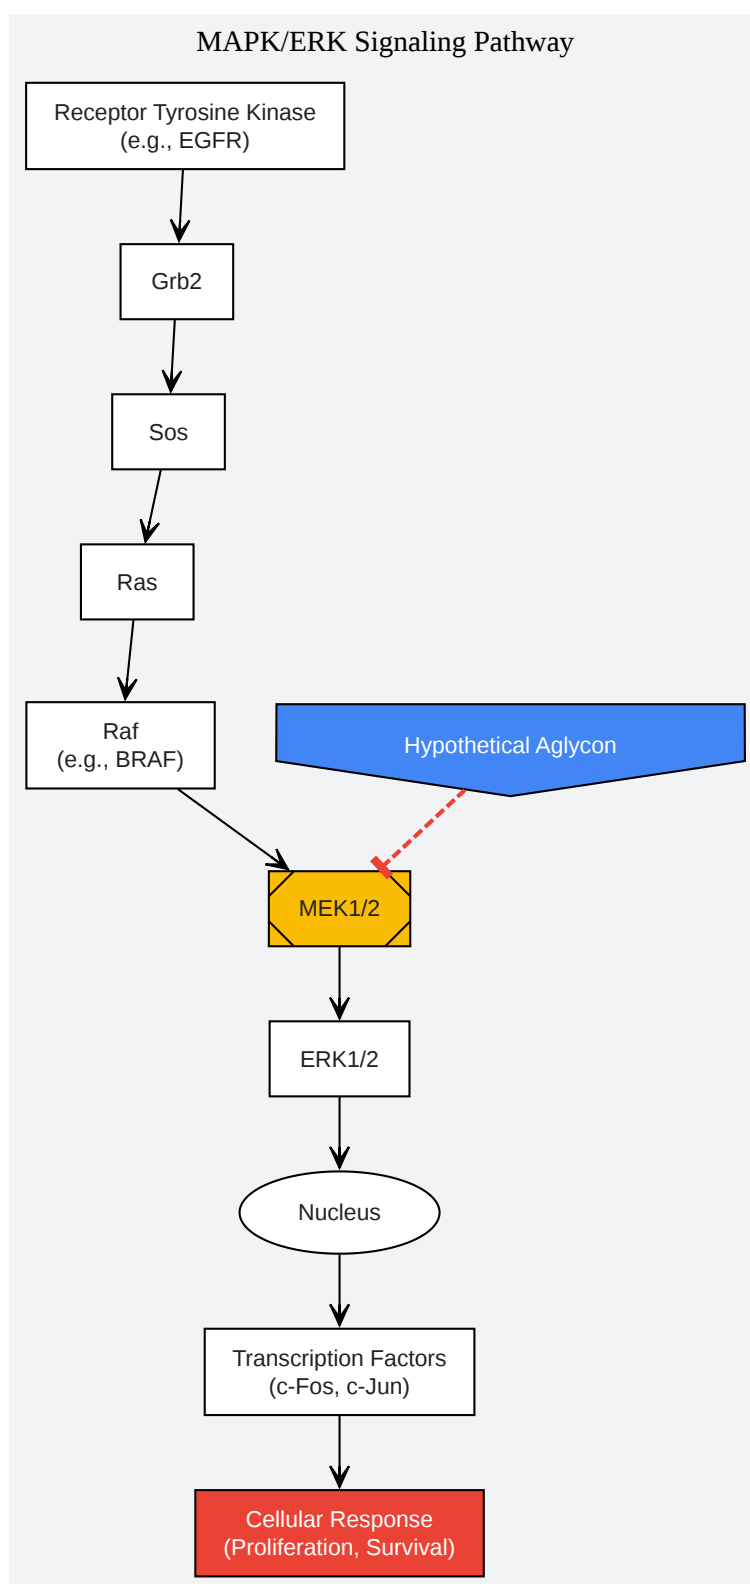 MAPK/ERK Signaling Pathway
Receptor Tyrosine Kinase
(e.g., EGFR)
Grb2
Sos
Ras
Raf
(e.g., BRAF)
Hypothetical Aglycon
MEK1/2
ERK1/2
Nucleus
Transcription Factors
(c-Fos, c-Jun)
Cellular Response
(Proliferation, Survival)